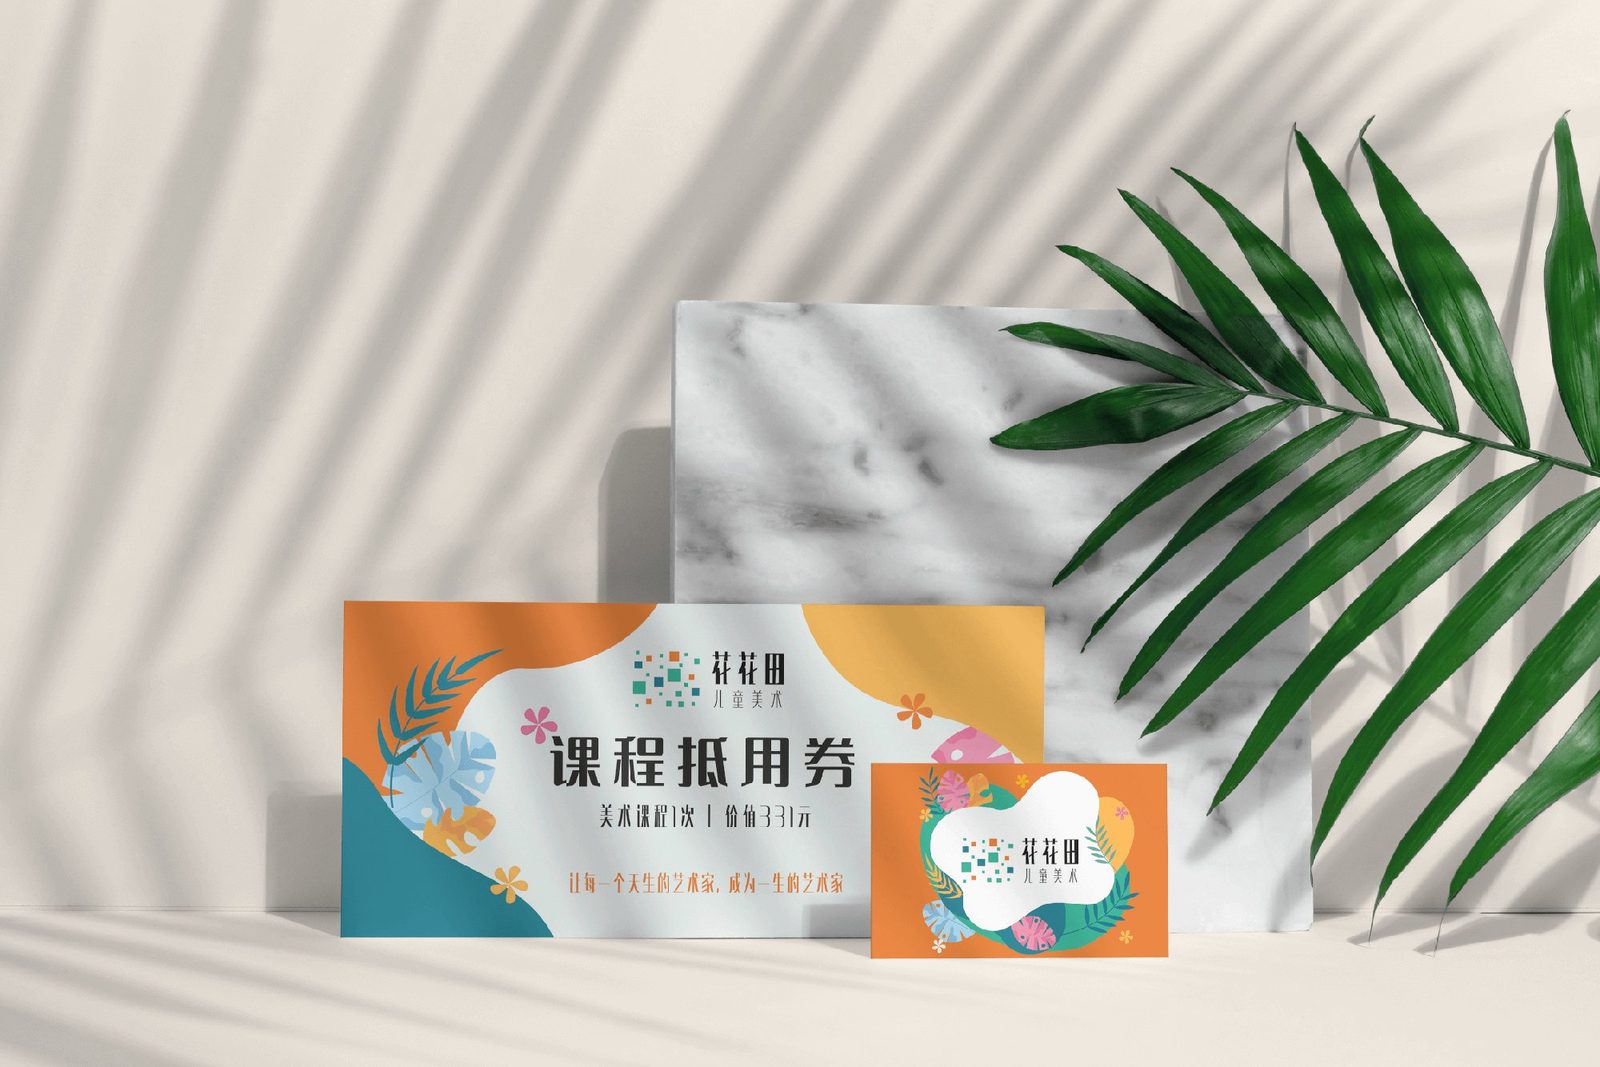 花花田
儿童美术
课程抵用券
美术课程1次 | 价值331元
让每一个天生的艺术家，成为一生的艺术家
花花田
儿童美术